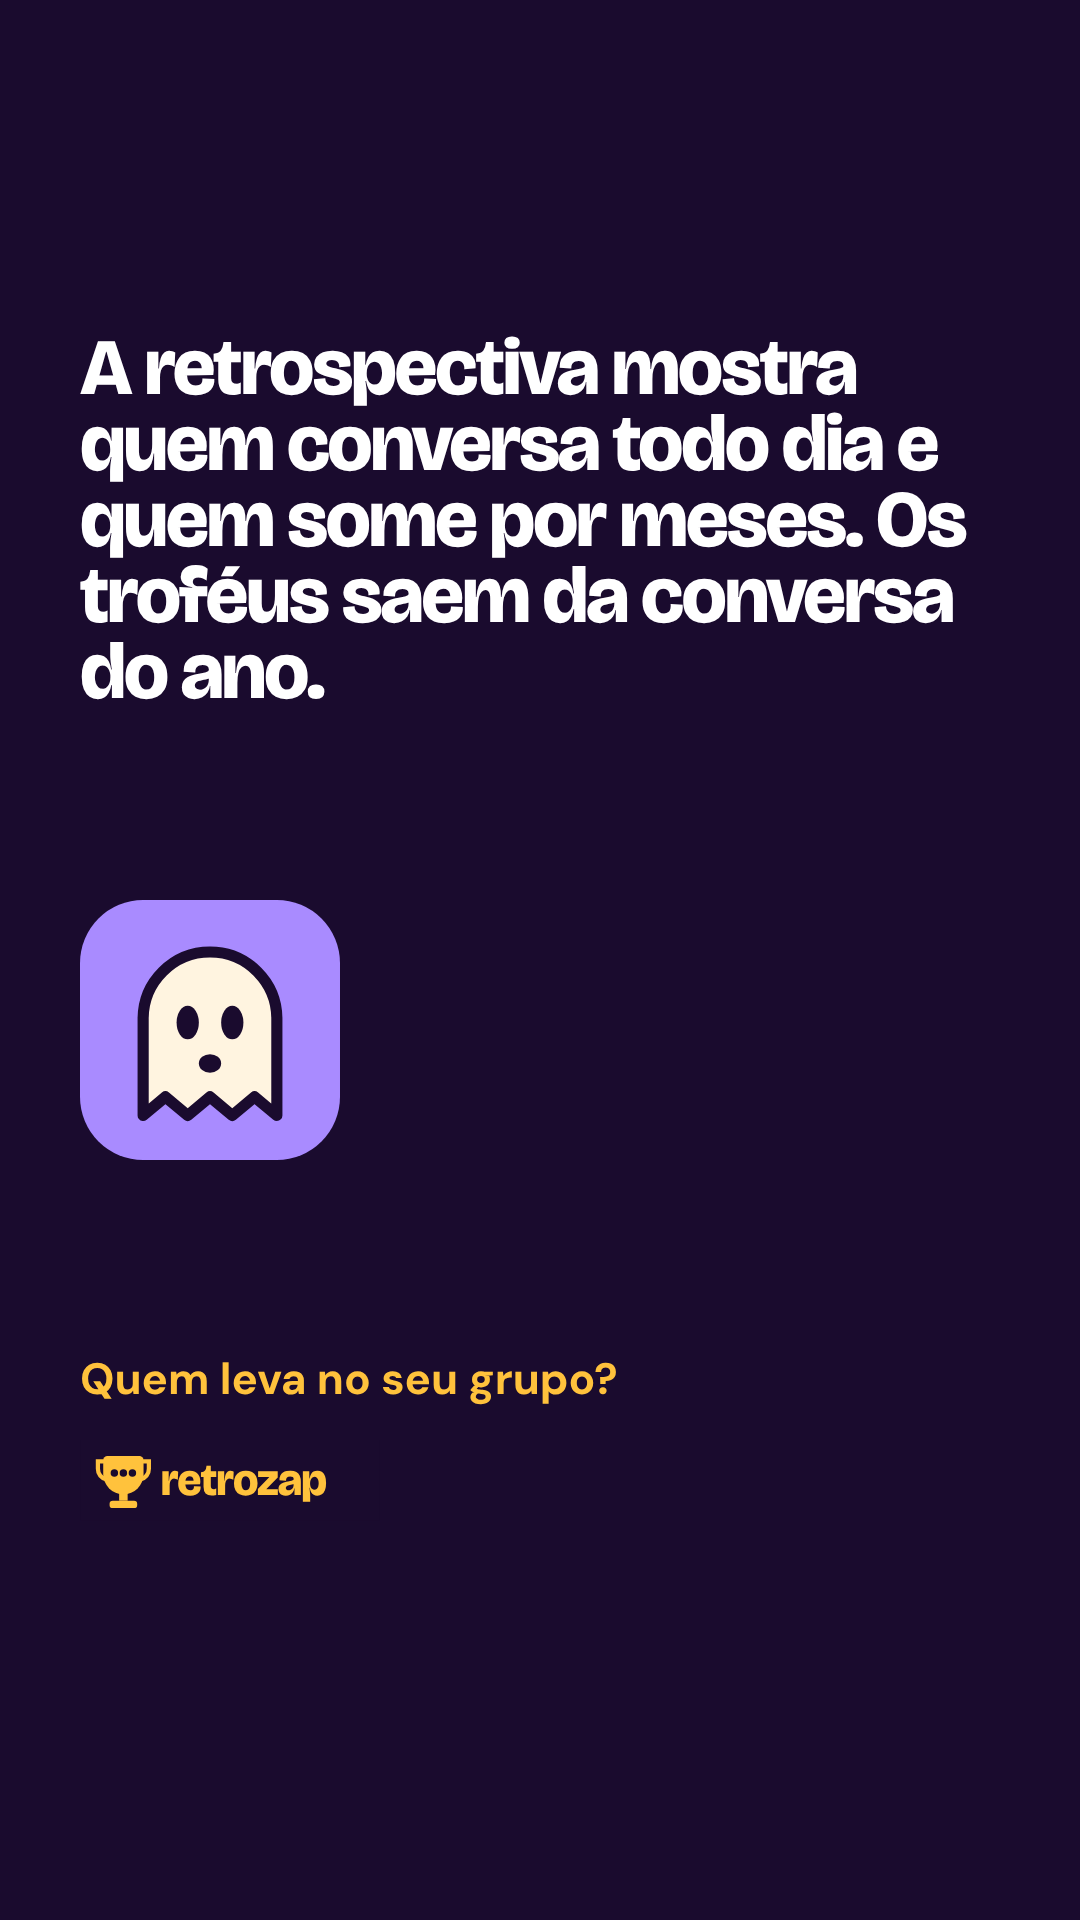 A retrospectiva mostra
quem conversa todo dia e
quem some por meses. Os
troféus saem da conversa
do ano.
Quem leva no seu grupo?
retrozap